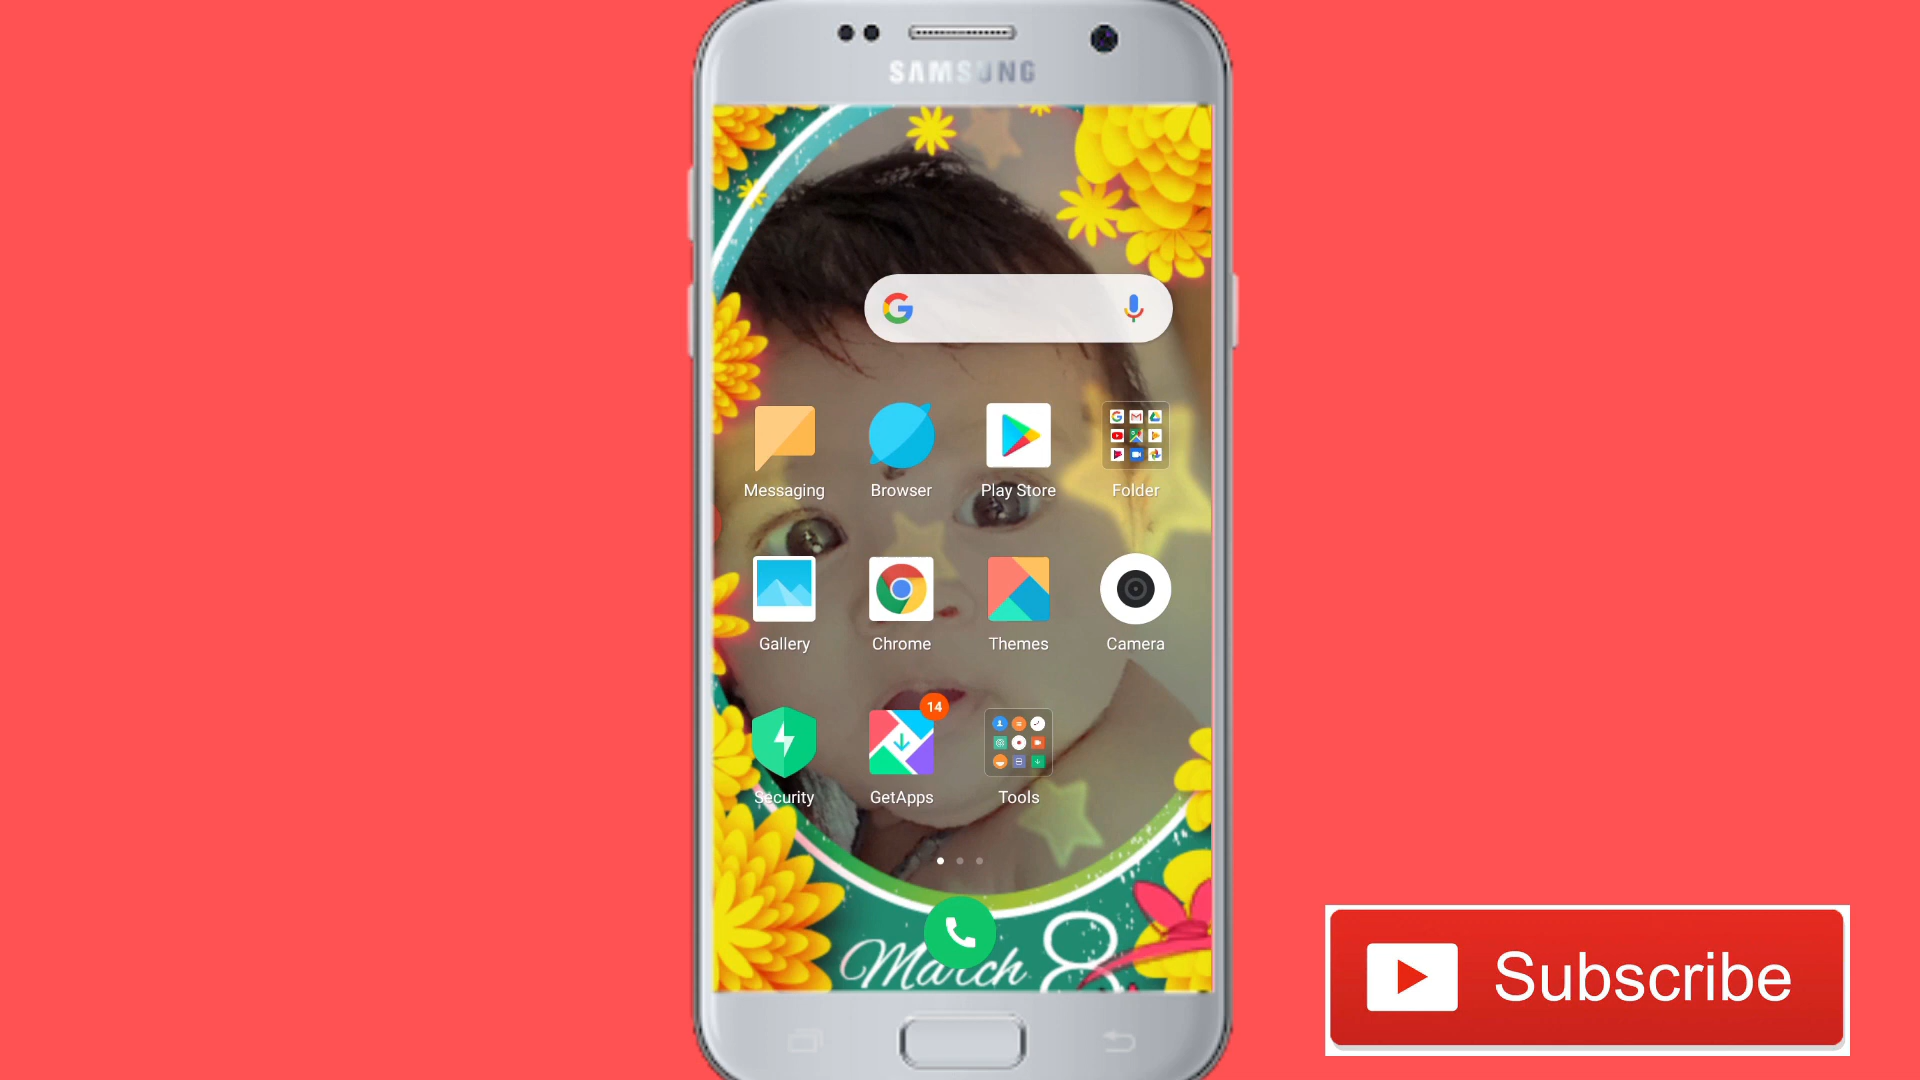 SAMSUNG
Messaging
Browser
Play Store
Folder
Gallery
Chrome
Themes
Camera
14
Security
GetApps
Tools
March 8
Subscribe